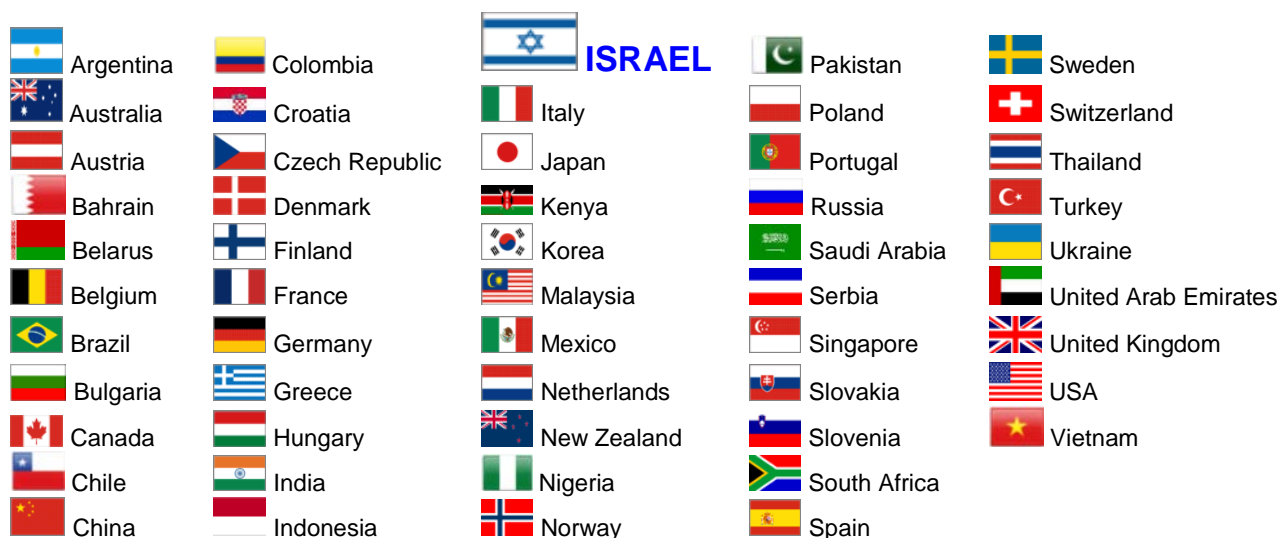 Argentina
Australia
Austria
Bahrain
Belarus
Belgium
Brazil
Bulgaria
Canada
Chile
China
Colombia
Croatia
Czech Republic
Denmark
Finland
France
Germany
Greece
Hungary
India
Indonesia
ISRAEL
Italy
Japan
Kenya
Korea
Malaysia
Mexico
Netherlands
New Zealand
Nigeria
Norway
Pakistan
Poland
Portugal
Russia
Saudi Arabia
Serbia
Singapore
Slovakia
Slovenia
South Africa
Spain
Sweden
Switzerland
Thailand
Turkey
Ukraine
United Arab Emirates
United Kingdom
USA
Vietnam